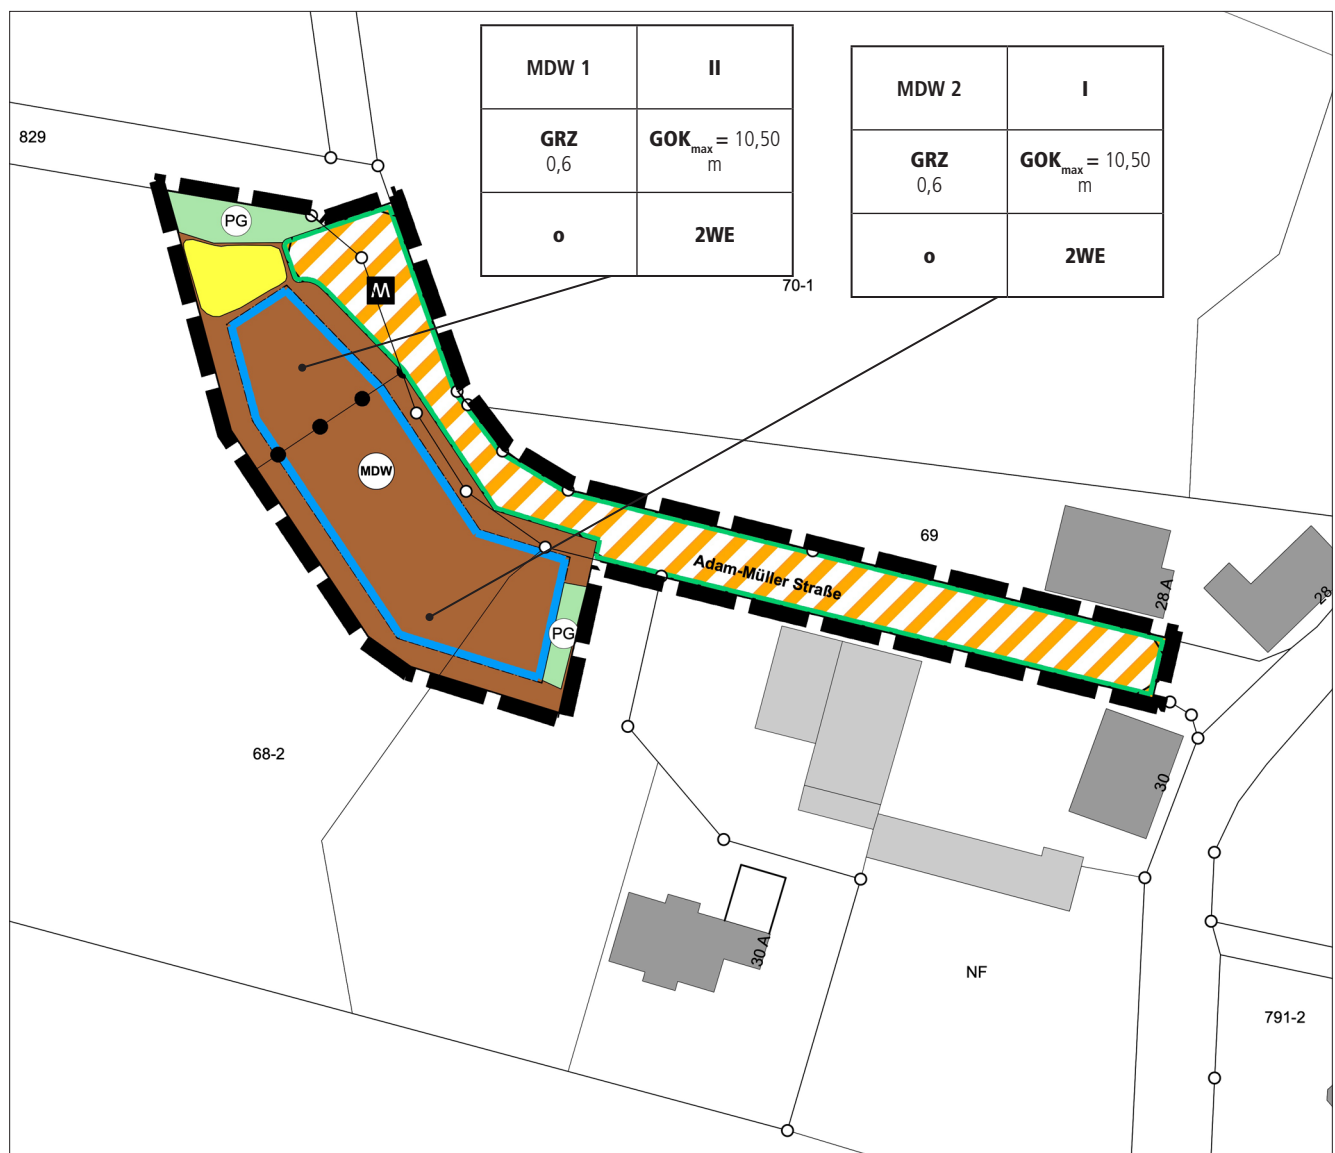 MDW 1
II
GRZ
0,6
GOKmax = 10,50
m
o
2WE
MDW 2
I
GRZ
0,6
GOKmax = 10,50
m
o
2WE
829
PG
70-1
M
MDW
69
Adam-Müller Straße
28 A
28
PG
68-2
30
30 A
NF
791-2